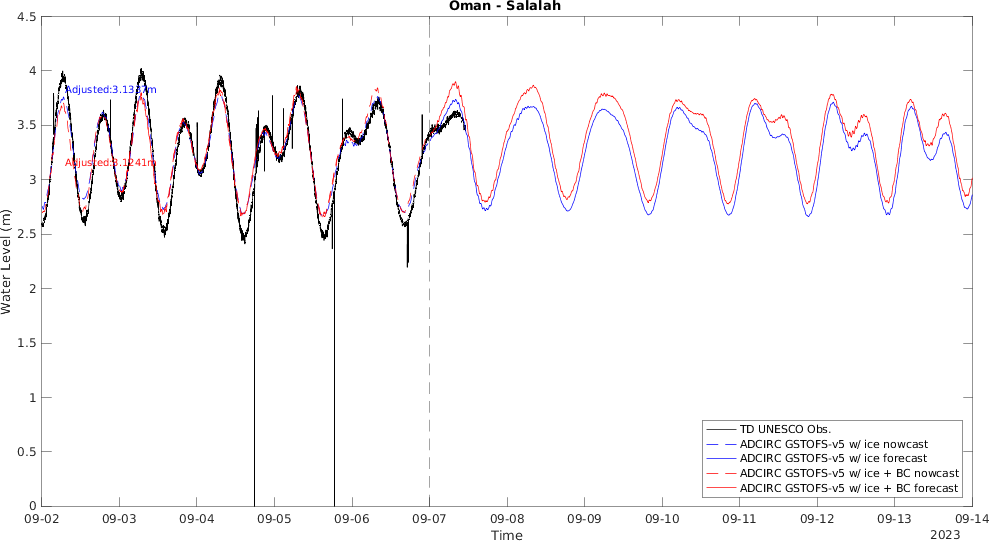 Oman - Salalah
4.5
4
3.5
3
2.5
2
1.5
1
0.5
0
Water Level (m)
Adjusted:3.1337m
Adjusted:3.1241m
TD UNESCO Obs.
ADCIRC GSTOFS-v5 w/ ice nowcast
ADCIRC GSTOFS-v5 w/ ice forecast
ADCIRC GSTOFS-v5 w/ ice + BC nowcast
ADCIRC GSTOFS-v5 w/ ice + BC forecast
09-02 09-03 09-04 09-05 09-06 09-07 09-08 09-09 09-10 09-11 09-12 09-13 09-14
Time
2023